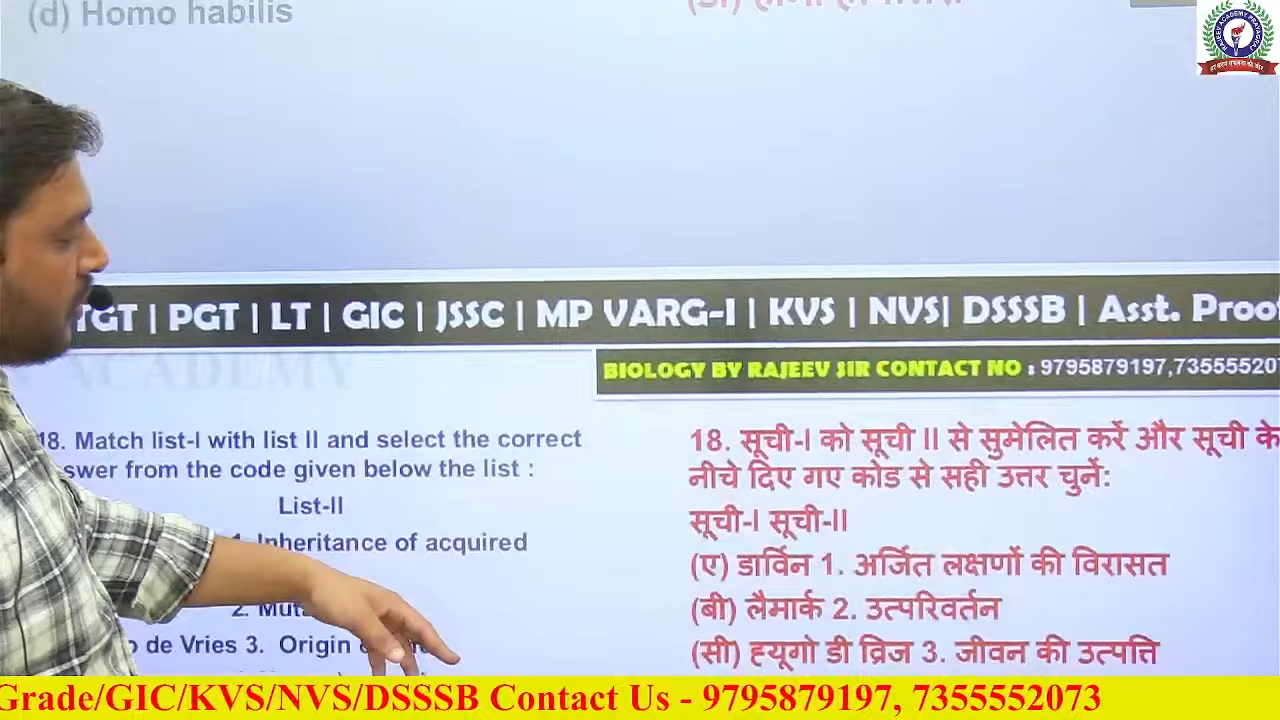 (d) Homo habilis
TGT | PGT | LT | GIC | JSSC | MP VARG-I | KVS | NVS| DSSSB | Asst. Proo
ACADEMY
BIOLOGY BY RAJEEV SIR CONTACT NO : 9795879197,73555520
18. Match list-I with list II and select the correct
swer from the code given below the list :
List-II
1. Inheritance of acquired
2.
de Vries 3. Origin
18. सूची-I को सूची II से सुमेलित करें और सूची के
नीचे दिए गए कोड से सही उत्तर चुनें:
सूची-I सूची-II
(ए) डार्विन 1. अर्जित लक्षणों की विरासत
(बी) लैमार्क 2. उत्परिवर्तन
(सी) ह्यूगो डी व्रिज 3. जीवन की उत्पत्ति
Grade/GIC/KVS/NVS/DSSSB Contact Us - 9795879197, 7355552073